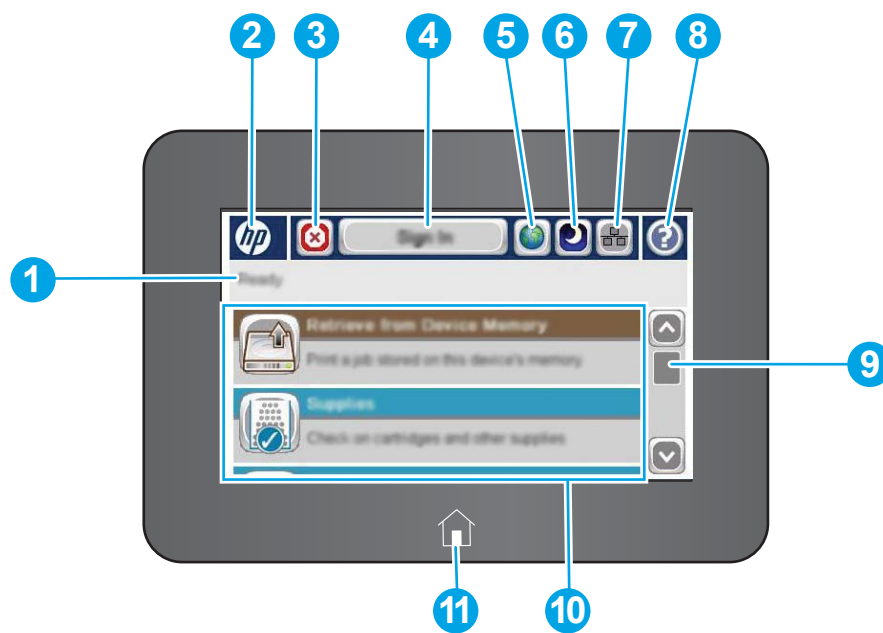 2 3 4 5 6 7 8
hp
Sign In
?
1
Ready
Retrieve from Device Memory
Print a job stored on this device's memory
9
Supplies
Check on cartridges and other supplies
11 10